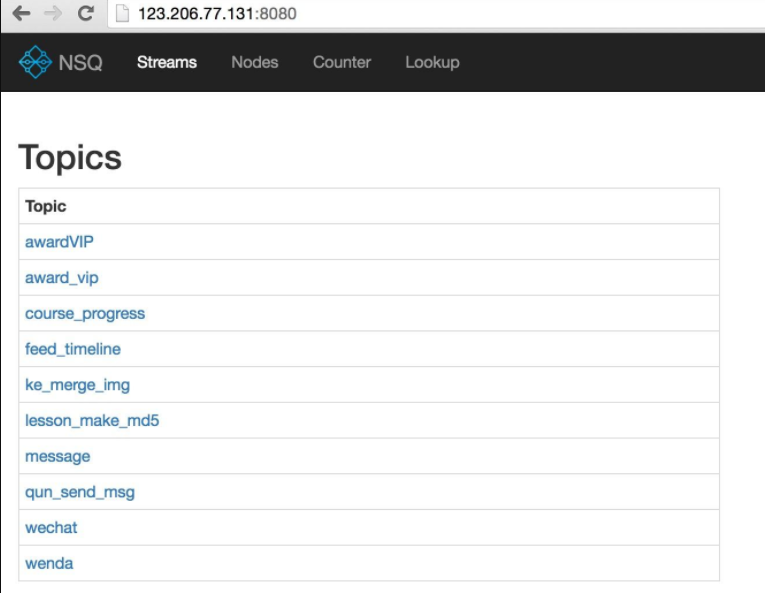 123.206.77.131:8080
NSQ Streams Nodes Counter Lookup
Topics
Topic
awardVIP
award_vip
course_progress
feed_timeline
ke_merge_img
lesson_make_md5
message
qun_send_msg
wechat
wenda